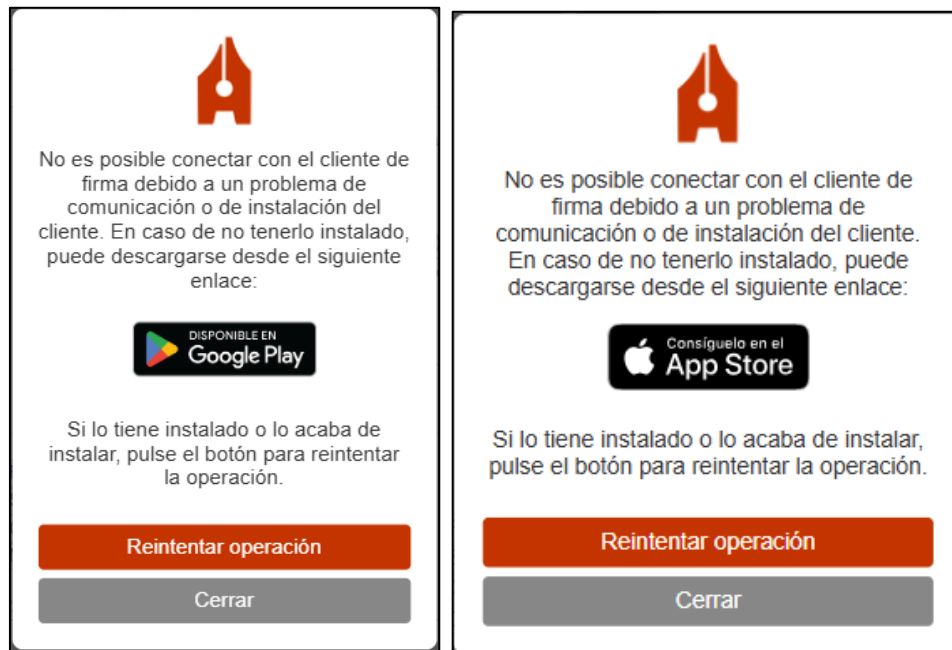 No es posible conectar con el cliente de
firma debido a un problema de
comunicación o de instalación del
cliente. En caso de no tenerlo instalado,
puede descargarse desde el siguiente
enlace:
DISPONIBLE EN
Google Play
Si lo tiene instalado o lo acaba de
instalar, pulse el botón para reintentar
la operación.
Reintentar operación
Cerrar
No es posible conectar con el cliente de
firma debido a un problema de
comunicación o de instalación del cliente.
En caso de no tenerlo instalado, puede
descargarse desde el siguiente enlace:
Consíguelo en el
App Store
Si lo tiene instalado o lo acaba de instalar,
pulse el botón para reintentar la operación.
Reintentar operación
Cerrar